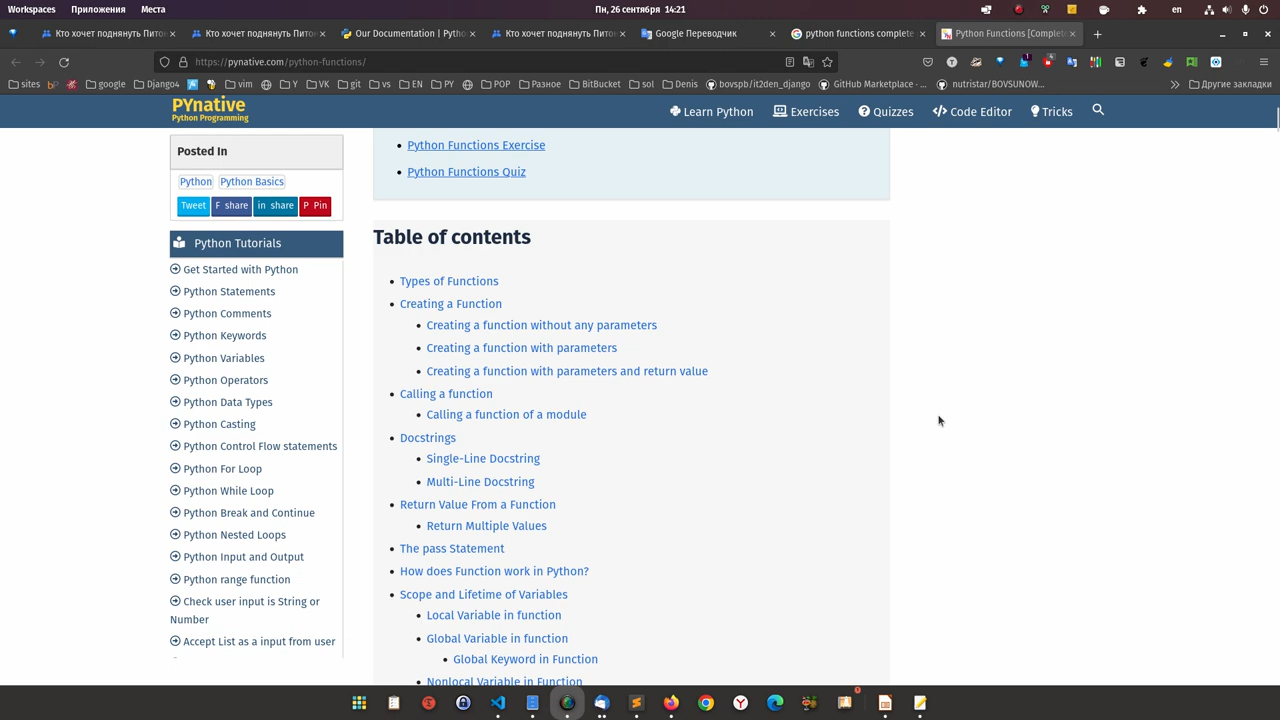 Workspaces Приложения Места Пн, 26 сентября 14:21 en
Кто хочет поднянуть Пито Кто хочет поднянуть Пито Our Documentation | Pytho Кто хочет поднянуть Пито Google Переводчик python functions complete Python Functions [Complet
https://pynative.com/python-functions/
sites bp vim Y VK git vs EN PY POP Разное BitBucket sol Denis bovspb/it2den_django GitHub Marketplace · ... nutristar/BOVSUNOW... Другие закладки
google Django4
PYnative
Python Programming
Learn Python Exercises Quizzes Code Editor Tricks
Posted In
Python Python Basics
Tweet F share in share P Pin
Python Tutorials
Get Started with Python
Python Statements
Python Comments
Python Keywords
Python Variables
Python Operators
Python Data Types
Python Casting
Python Control Flow statements
Python For Loop
Python While Loop
Python Break and Continue
Python Nested Loops
Python Input and Output
Python range function
Check user input is String or
Number
Accept List as a input from user
Python Functions Exercise
Python Functions Quiz
Table of contents
Types of Functions
Creating a Function
Creating a function without any parameters
Creating a function with parameters
Creating a function with parameters and return value
Calling a function
Calling a function of a module
Docstrings
Single-Line Docstring
Multi-Line Docstring
Return Value From a Function
Return Multiple Values
The pass Statement
How does Function work in Python?
Scope and Lifetime of Variables
Local Variable in function
Global Variable in function
Global Keyword in Function
Nonlocal Variable in Function